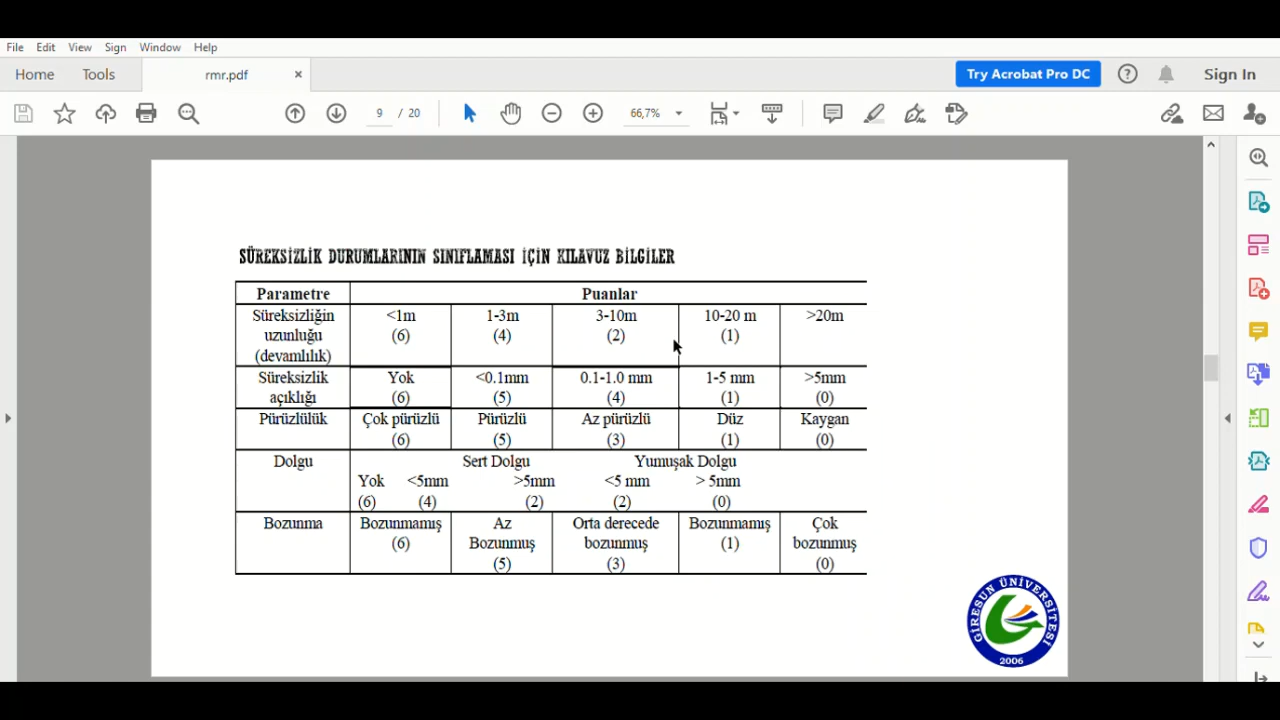 File Edit View Sign Window Help
Home Tools rmr.pdf × Try Acrobat Pro DC ? Sign In
9 / 20 66,7%
SÜREKSİZLİK DURUMLARININ SINIFLAMASI İÇİN KILAVUZ BİLGİLER
Parametre Puanlar
Süreksizliğin <1m 1-3m 3-10m 10-20 m >20m
uzunluğu (6) (4) (2) (1)
(devamlılık)
Süreksizlik Yok <0.1mm 0.1-1.0 mm 1-5 mm >5mm
açıklığı (6) (5) (4) (1) (0)
Pürüzlülük Çok pürüzlü Pürüzlü Az pürüzlü Düz Kaygan
(6) (5) (3) (1) (0)
Dolgu Sert Dolgu Yumuşak Dolgu
Yok <5mm >5mm <5 mm > 5mm
(6) (4) (2) (2) (0)
Bozunma Bozunmamış Az Orta derecede Bozunmamış Çok
(6) Bozunmuş bozunmuş (1) bozunmuş
(5) (3) (0)
GİRESUN ÜNİVERSİTESİ
2006